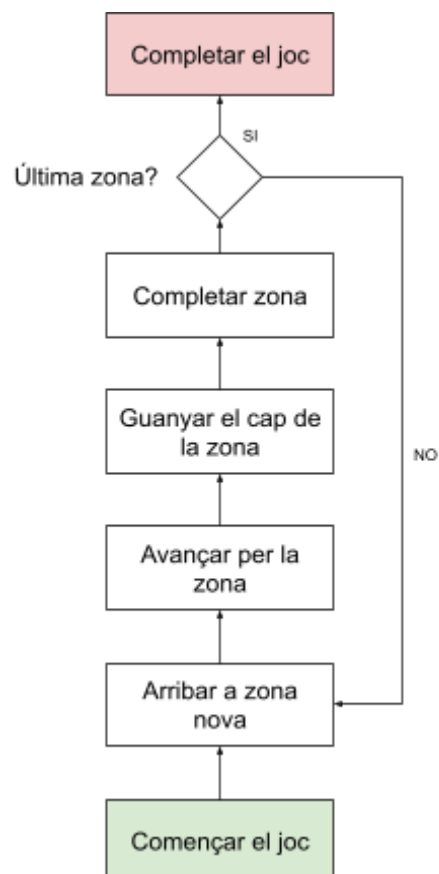 Completar el joc
SI
Última zona?
Completar zona
Guanyar el cap de
la zona
NO
Avançar per la
zona
Arribar a zona
nova
Començar el joc